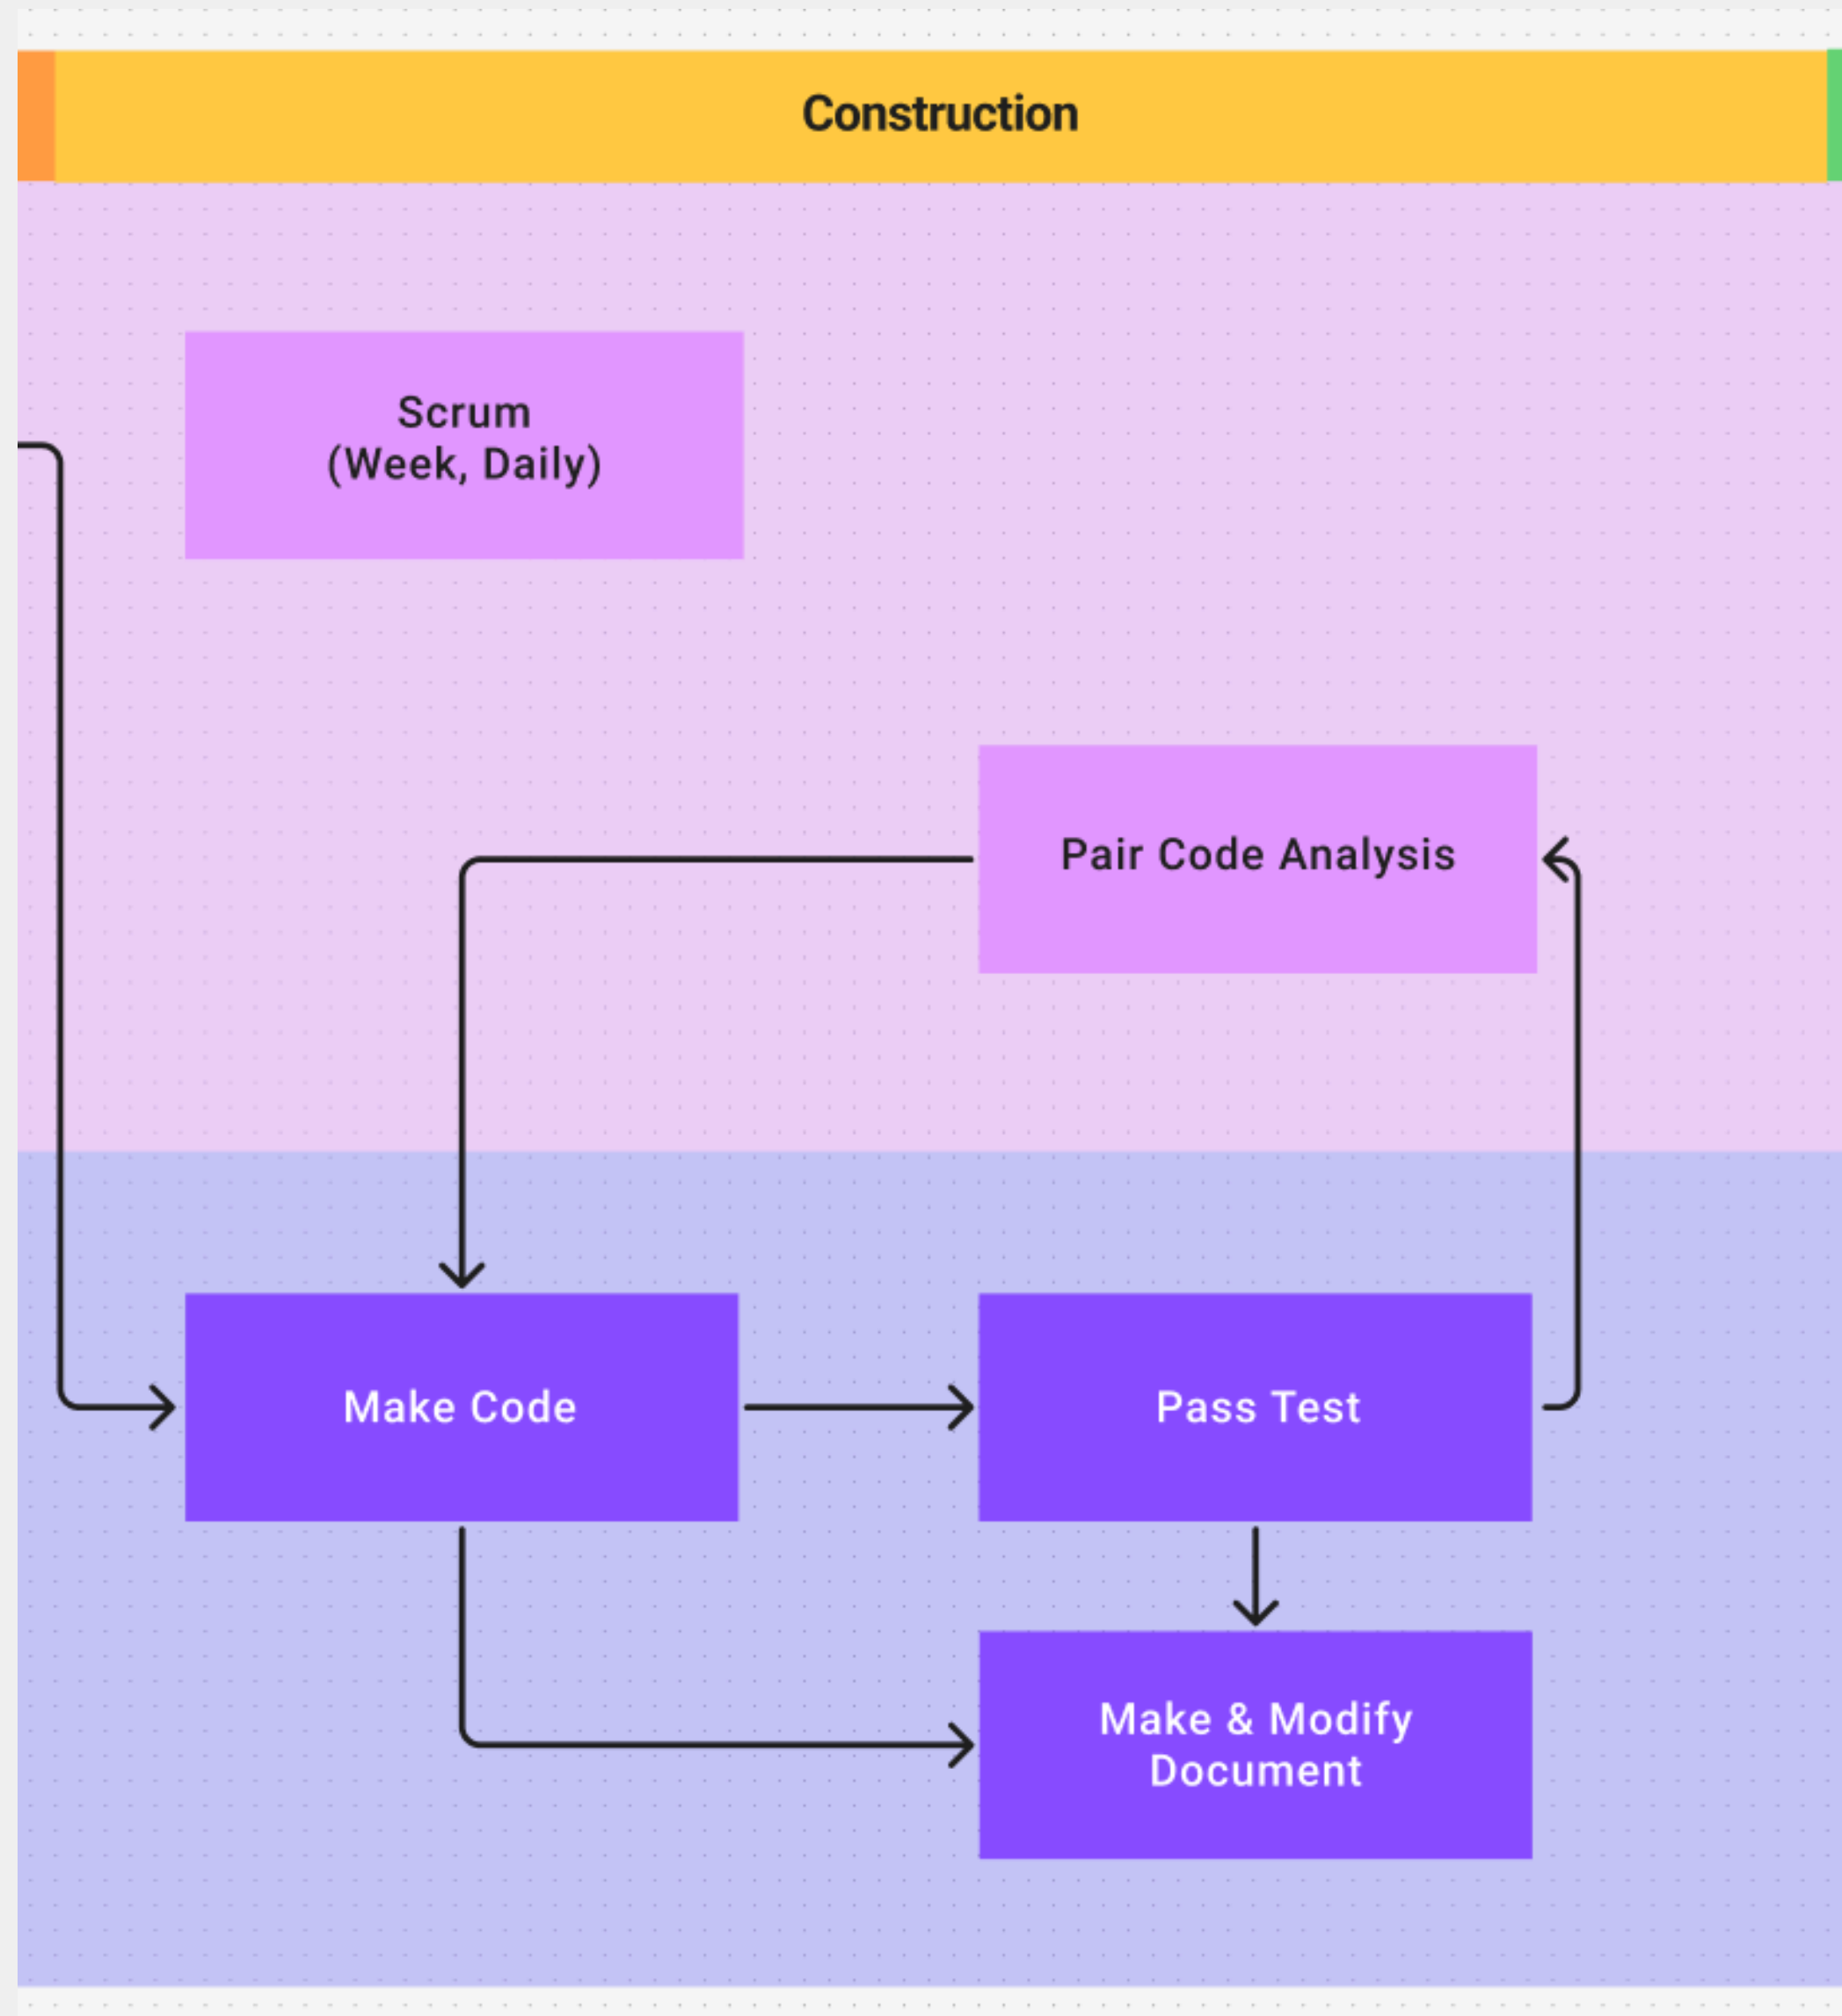 Construction
Scrum
(Week, Daily)
Pair Code Analysis
Make Code
Pass Test
Make & Modify
Document